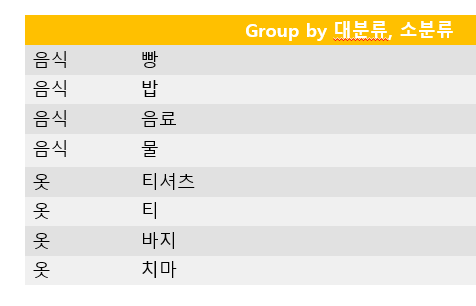 Group by 대분류, 소분류
음식 빵
음식 밥
음식 음료
음식 물
옷 티셔츠
옷 티
옷 바지
옷 치마